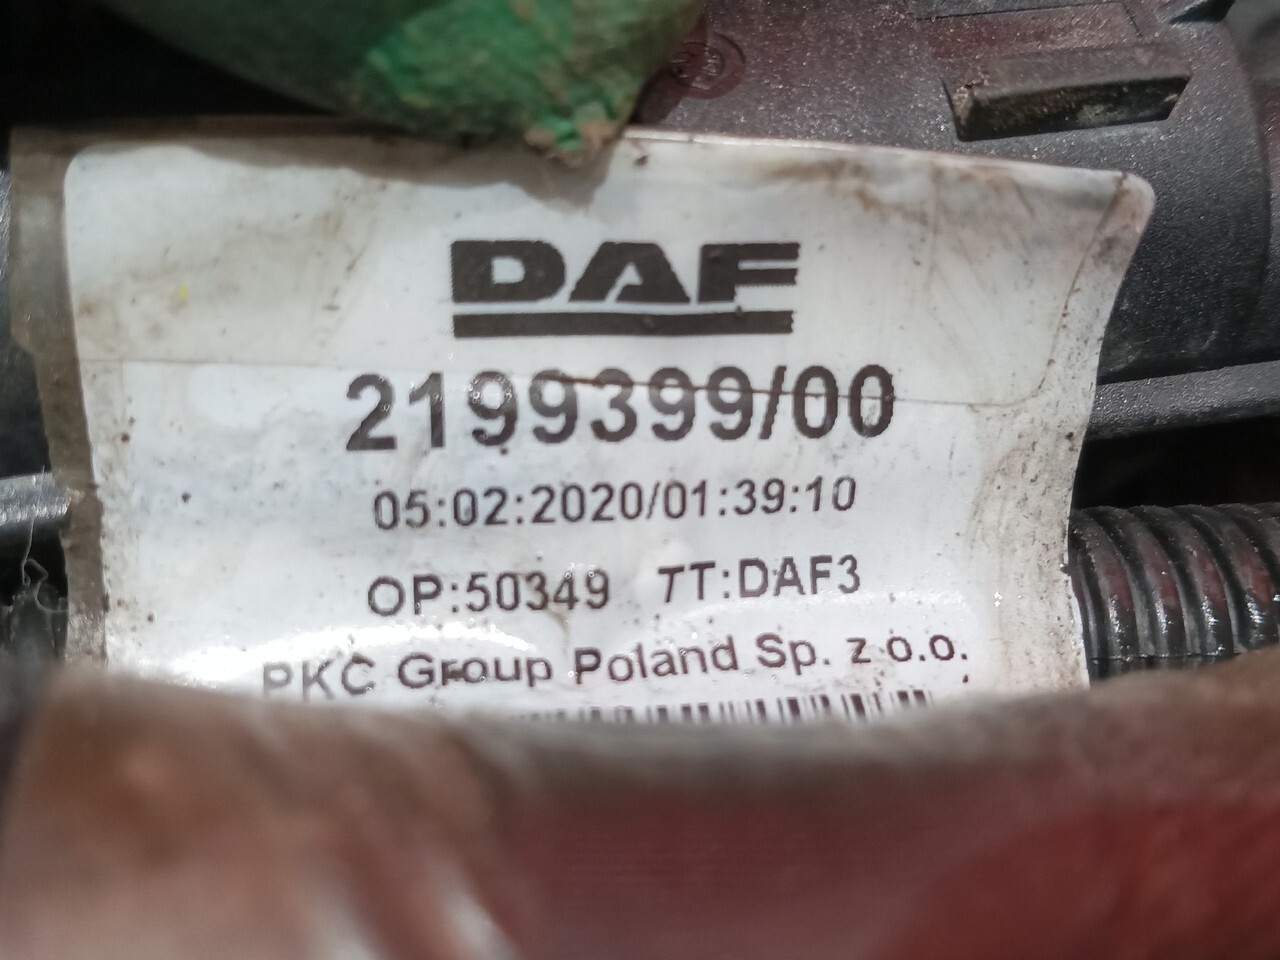 DAF
2199399/00
05:02:2020/01:39:10
OP:50349 TT:DAF3
PKC Group Poland Sp. z o.o.